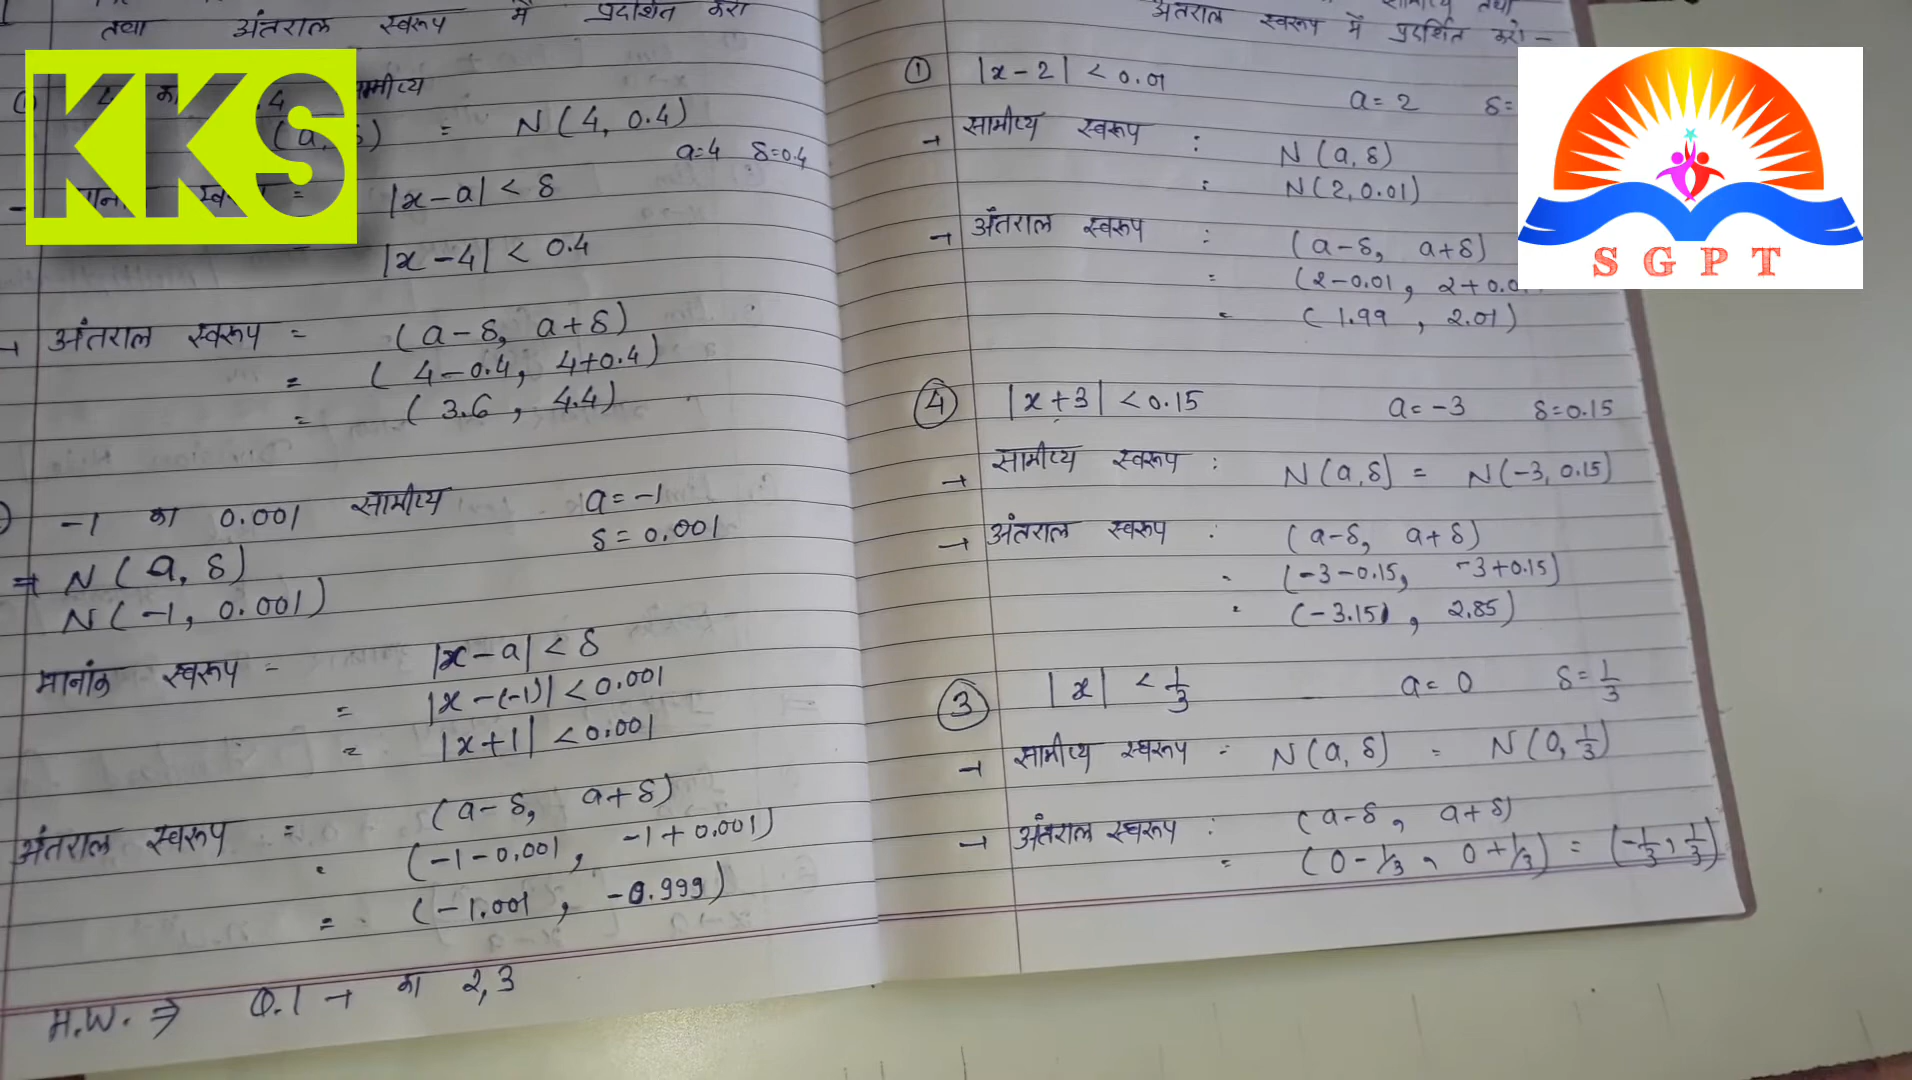 तथा अंतराल स्वरूप में प्रदर्शित करो
KKS
4 का .4 सामीप्य
(a, δ) = N(4, 0.4)
a=4 δ=0.4
स्वरूप = |x-a| < δ
|x-4| < 0.4
→ अंतराल स्वरूप = (a-δ, a+δ)
= (4-0.4, 4+0.4)
= (3.6, 4.4)
-1 का 0.001 सामीप्य a=-1
δ=0.001
→ N(a, δ)
N(-1, 0.001)
मानांक स्वरूप = |x-a| < δ
= |x-(-1)| < 0.001
= |x+1| < 0.001
अंतराल स्वरूप = (a-δ, a+δ)
= (-1-0.001, -1+0.001)
= (-1.001, -0.999)
H.W. ⇒ Q.1 → का 2,3
सामीप्य तथा
अंतराल स्वरूप में प्रदर्शित करो -
① |x-2| < 0.01 a=2 δ=
→ सामीप्य स्वरूप : N(a, δ)
: N(2, 0.01)
→ अंतराल स्वरूप : (a-δ, a+δ)
= (2-0.01, 2+0.0
= (1.99, 2.01)
④ |x+3| < 0.15 a=-3 δ=0.15
→ सामीप्य स्वरूप : N(a, δ) = N(-3, 0.15)
→ अंतराल स्वरूप : (a-δ, a+δ)
= (-3-0.15, -3+0.15)
= (-3.15, 2.85)
③ |x| < 1/3 a=0 δ=1/3
→ सामीप्य स्वरूप = N(a, δ) = N(0, 1/3)
→ अंतराल स्वरूप : (a-δ, a+δ)
= (0-1/3, 0+1/3) = (-1/3, 1/3)
SGPT